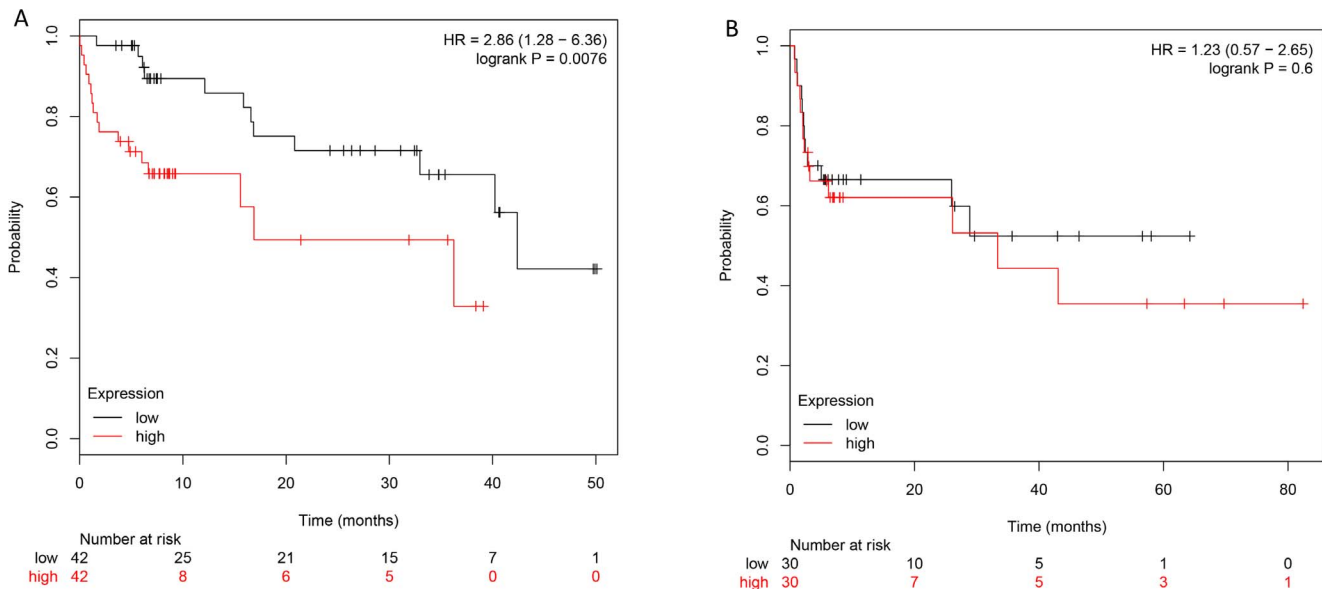 A
HR = 2.86 (1.28 − 6.36)
logrank P = 0.0076
Probability
1.0
0.8
0.6
0.4
0.2
0.0
Expression
low
high
0 10 20 30 40 50
Time (months)
Number at risk
low 42 25 21 15 7 1
high 42 8 6 5 0 0
B
HR = 1.23 (0.57 − 2.65)
logrank P = 0.6
Probability
1.0
0.8
0.6
0.4
0.2
0.0
Expression
low
high
0 20 40 60 80
Time (months)
Number at risk
low 30 10 5 1 0
high 30 7 5 3 1